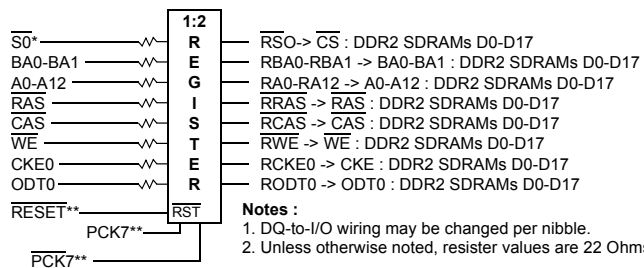 1:2
REGISTER
S0*
BA0-BA1
A0-A12
RAS
CAS
WE
CKE0
ODT0
RESET**
PCK7**
PCK7**
RST
RSO-> CS : DDR2 SDRAMs D0-D17
RBA0-RBA1 -> BA0-BA1 : DDR2 SDRAMs D0-D17
RA0-RA12 -> A0-A12 : DDR2 SDRAMs D0-D17
RRAS -> RAS : DDR2 SDRAMs D0-D17
RCAS -> CAS : DDR2 SDRAMs D0-D17
RWE -> WE : DDR2 SDRAMs D0-D17
RCKE0 -> CKE : DDR2 SDRAMs D0-D17
RODT0 -> ODT0 : DDR2 SDRAMs D0-D17
Notes :
1. DQ-to-I/O wiring may be changed per nibble.
2. Unless otherwise noted, resister values are 22 Ohms